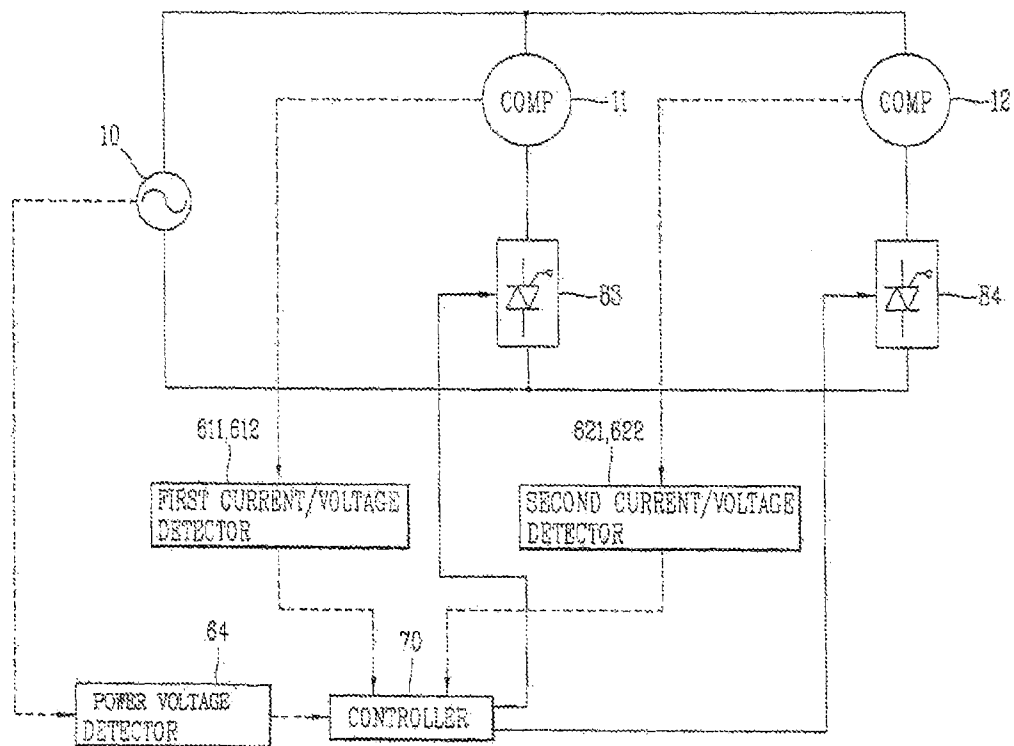 10
COMP
11
COMP
12
83
84
611,612
621,622
FIRST CURRENT/VOLTAGE
DETECTOR
SECOND CURRENT/VOLTAGE
DETECTOR
64
70
POWER VOLTAGE
DETECTOR
CONTROLLER